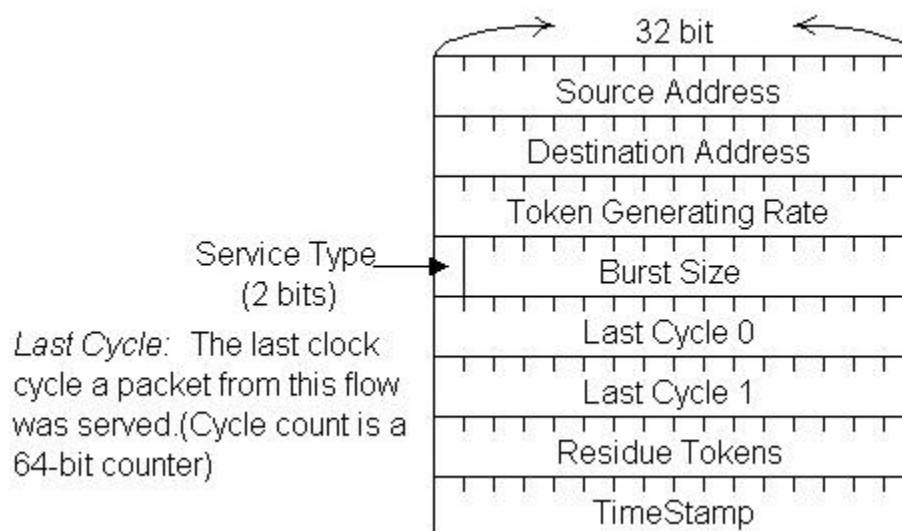 32 bit
Source Address
Destination Address
Token Generating Rate
Service Type
(2 bits)
Burst Size
Last Cycle 0
Last Cycle: The last clock
cycle a packet from this flow
was served.(Cycle count is a
64-bit counter)
Last Cycle 1
Residue Tokens
TimeStamp